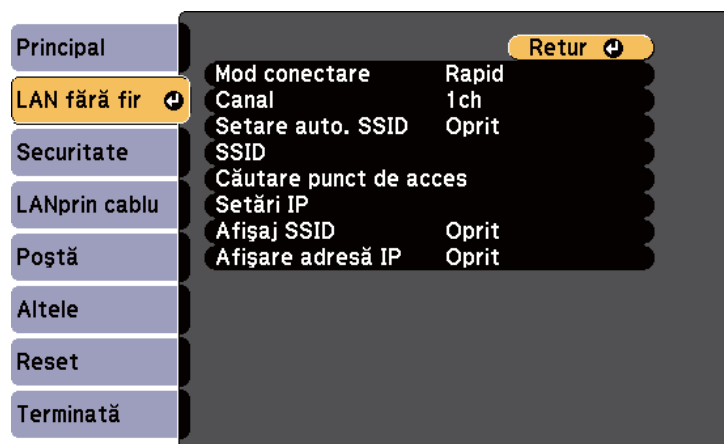 Principal
LAN fără fir
Securitate
LANprin cablu
Poştă
Altele
Reset
Terminată
Retur
Mod conectare Rapid
Canal 1ch
Setare auto. SSID Oprit
SSID
Căutare punct de acces
Setări IP
Afişaj SSID Oprit
Afişare adresă IP Oprit